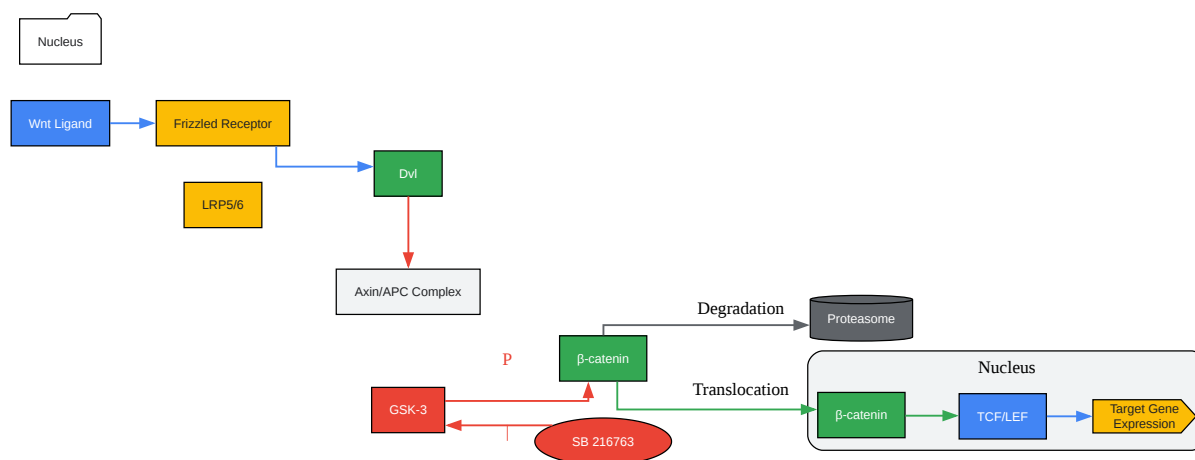 Nucleus
Wnt Ligand
Frizzled Receptor
Dvl
LRP5/6
Axin/APC Complex
Degradation
Proteasome
P
β-catenin
Nucleus
Translocation
GSK-3
β-catenin
TCF/LEF
Target Gene
Expression
SB 216763